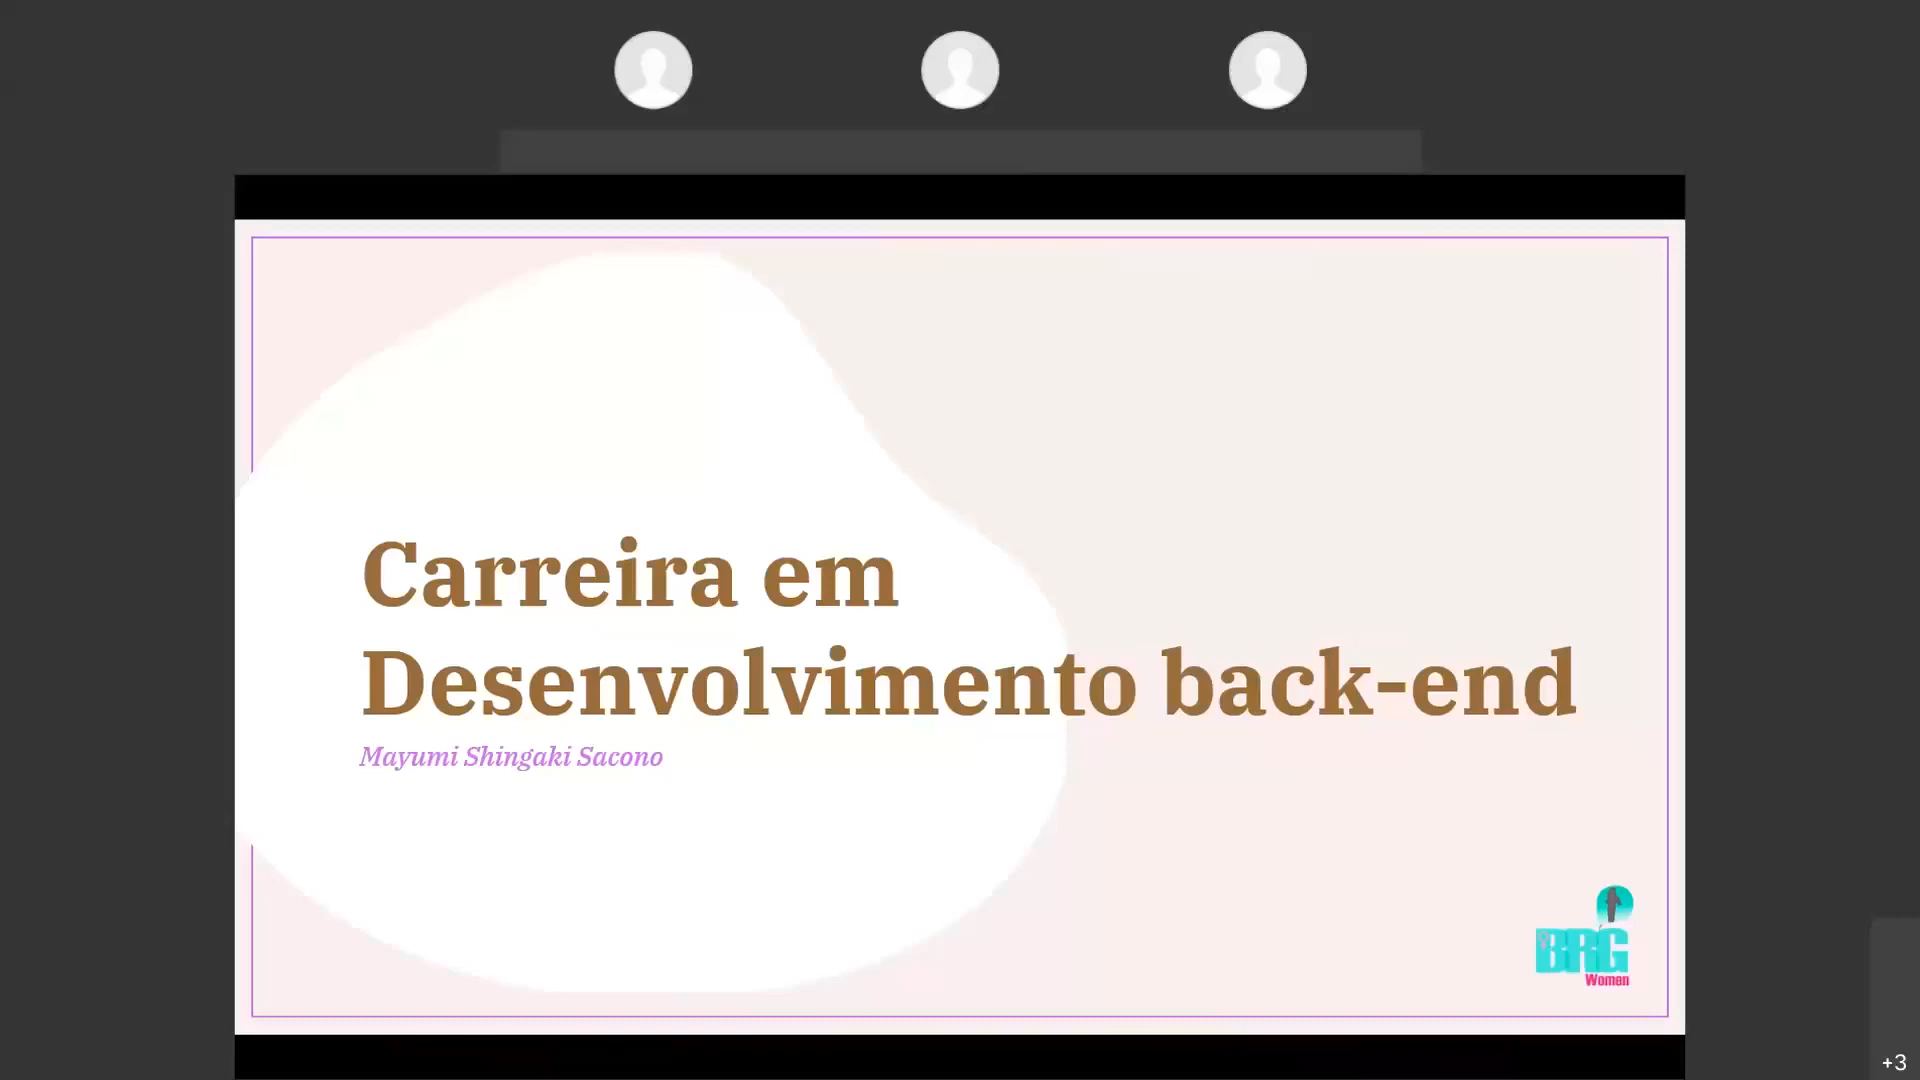 Carreira em
Desenvolvimento back-end
Mayumi Shingaki Sacono
BRG
Women
+3